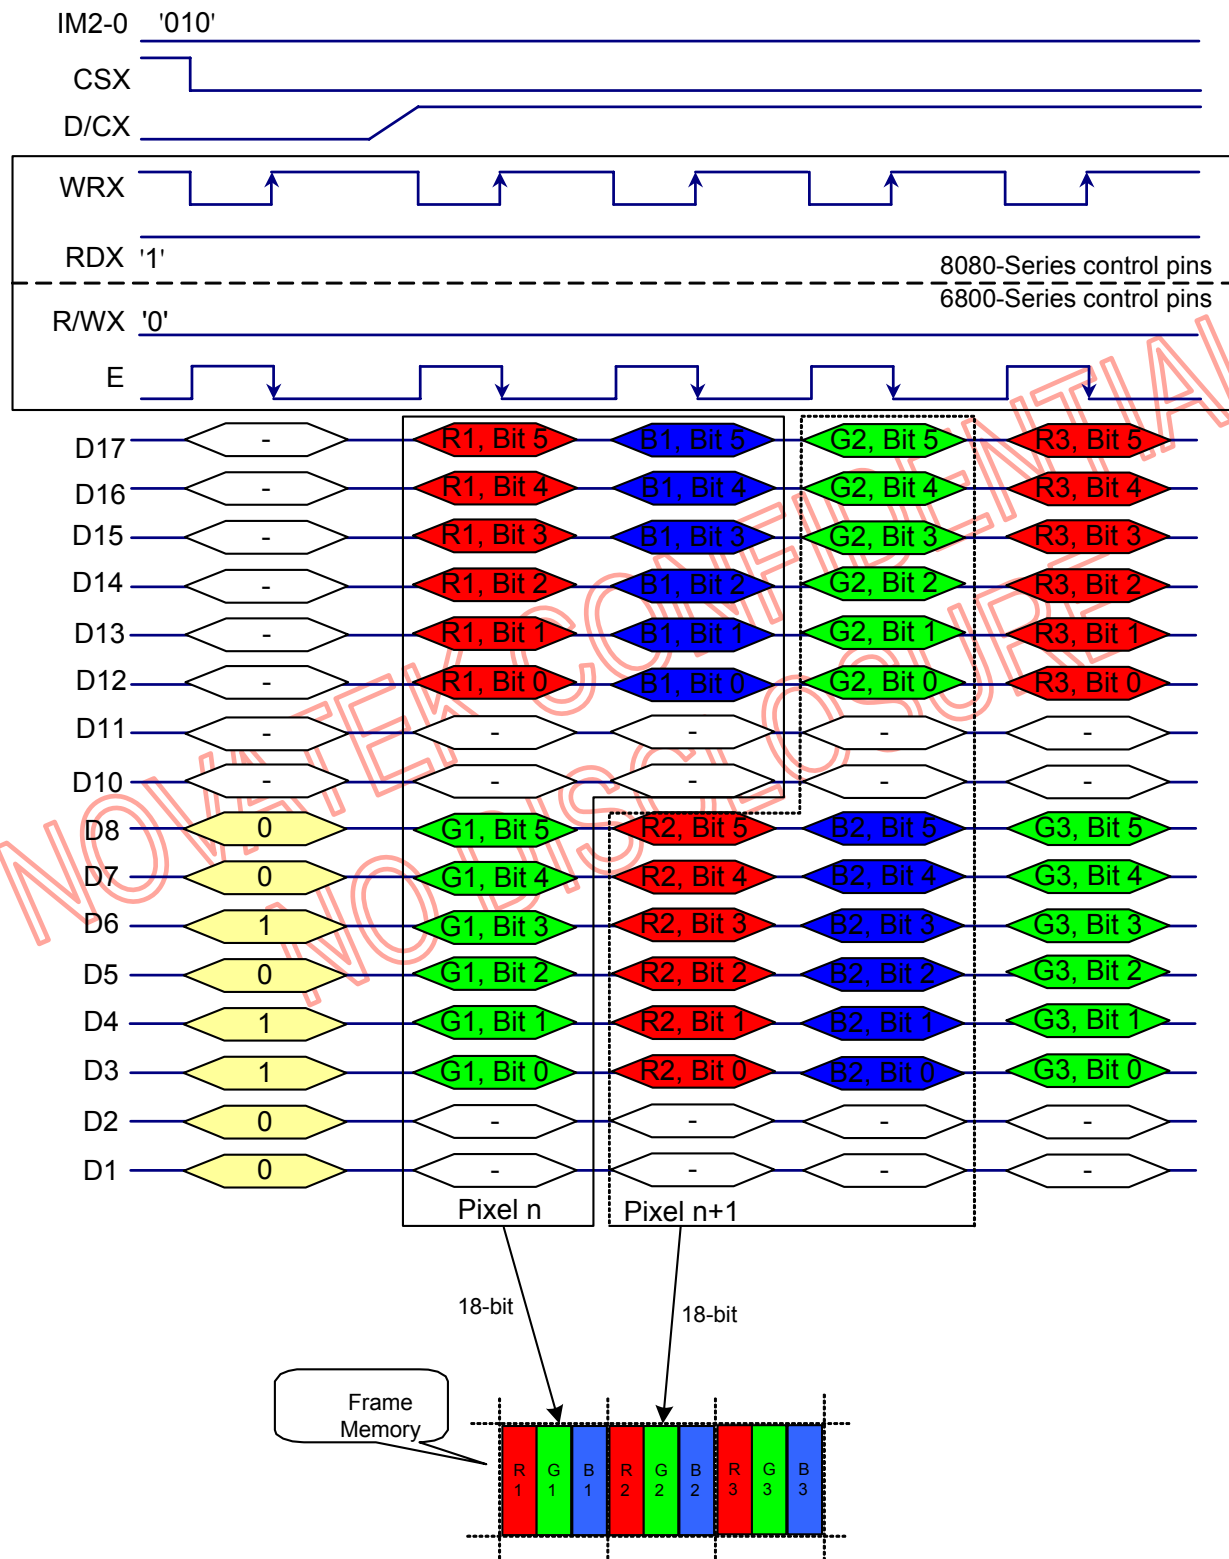 IM2-0 '010'
CSX
D/CX
WRX
RDX '1'
8080-Series control pins
6800-Series control pins
R/WX '0'
E
D17 - R1, Bit 5 B1, Bit 5 G2, Bit 5 R3, Bit 5
D16 - R1, Bit 4 B1, Bit 4 G2, Bit 4 R3, Bit 4
D15 - R1, Bit 3 B1, Bit 3 G2, Bit 3 R3, Bit 3
D14 - R1, Bit 2 B1, Bit 2 G2, Bit 2 R3, Bit 2
D13 - R1, Bit 1 B1, Bit 1 G2, Bit 1 R3, Bit 1
D12 - R1, Bit 0 B1, Bit 0 G2, Bit 0 R3, Bit 0
D11 - - - - -
D10 - - - - -
D8 0 G1, Bit 5 R2, Bit 5 B2, Bit 5 G3, Bit 5
D7 0 G1, Bit 4 R2, Bit 4 B2, Bit 4 G3, Bit 4
D6 1 G1, Bit 3 R2, Bit 3 B2, Bit 3 G3, Bit 3
D5 0 G1, Bit 2 R2, Bit 2 B2, Bit 2 G3, Bit 2
D4 1 G1, Bit 1 R2, Bit 1 B2, Bit 1 G3, Bit 1
D3 1 G1, Bit 0 R2, Bit 0 B2, Bit 0 G3, Bit 0
D2 0 - - - -
D1 0 - - - -
Pixel n Pixel n+1
18-bit 18-bit
Frame
Memory
R1 G1 B1 R2 G2 B2 R3 G3 B3
NOVATEK CONFIDENTIAL
NO DISCLOSURE